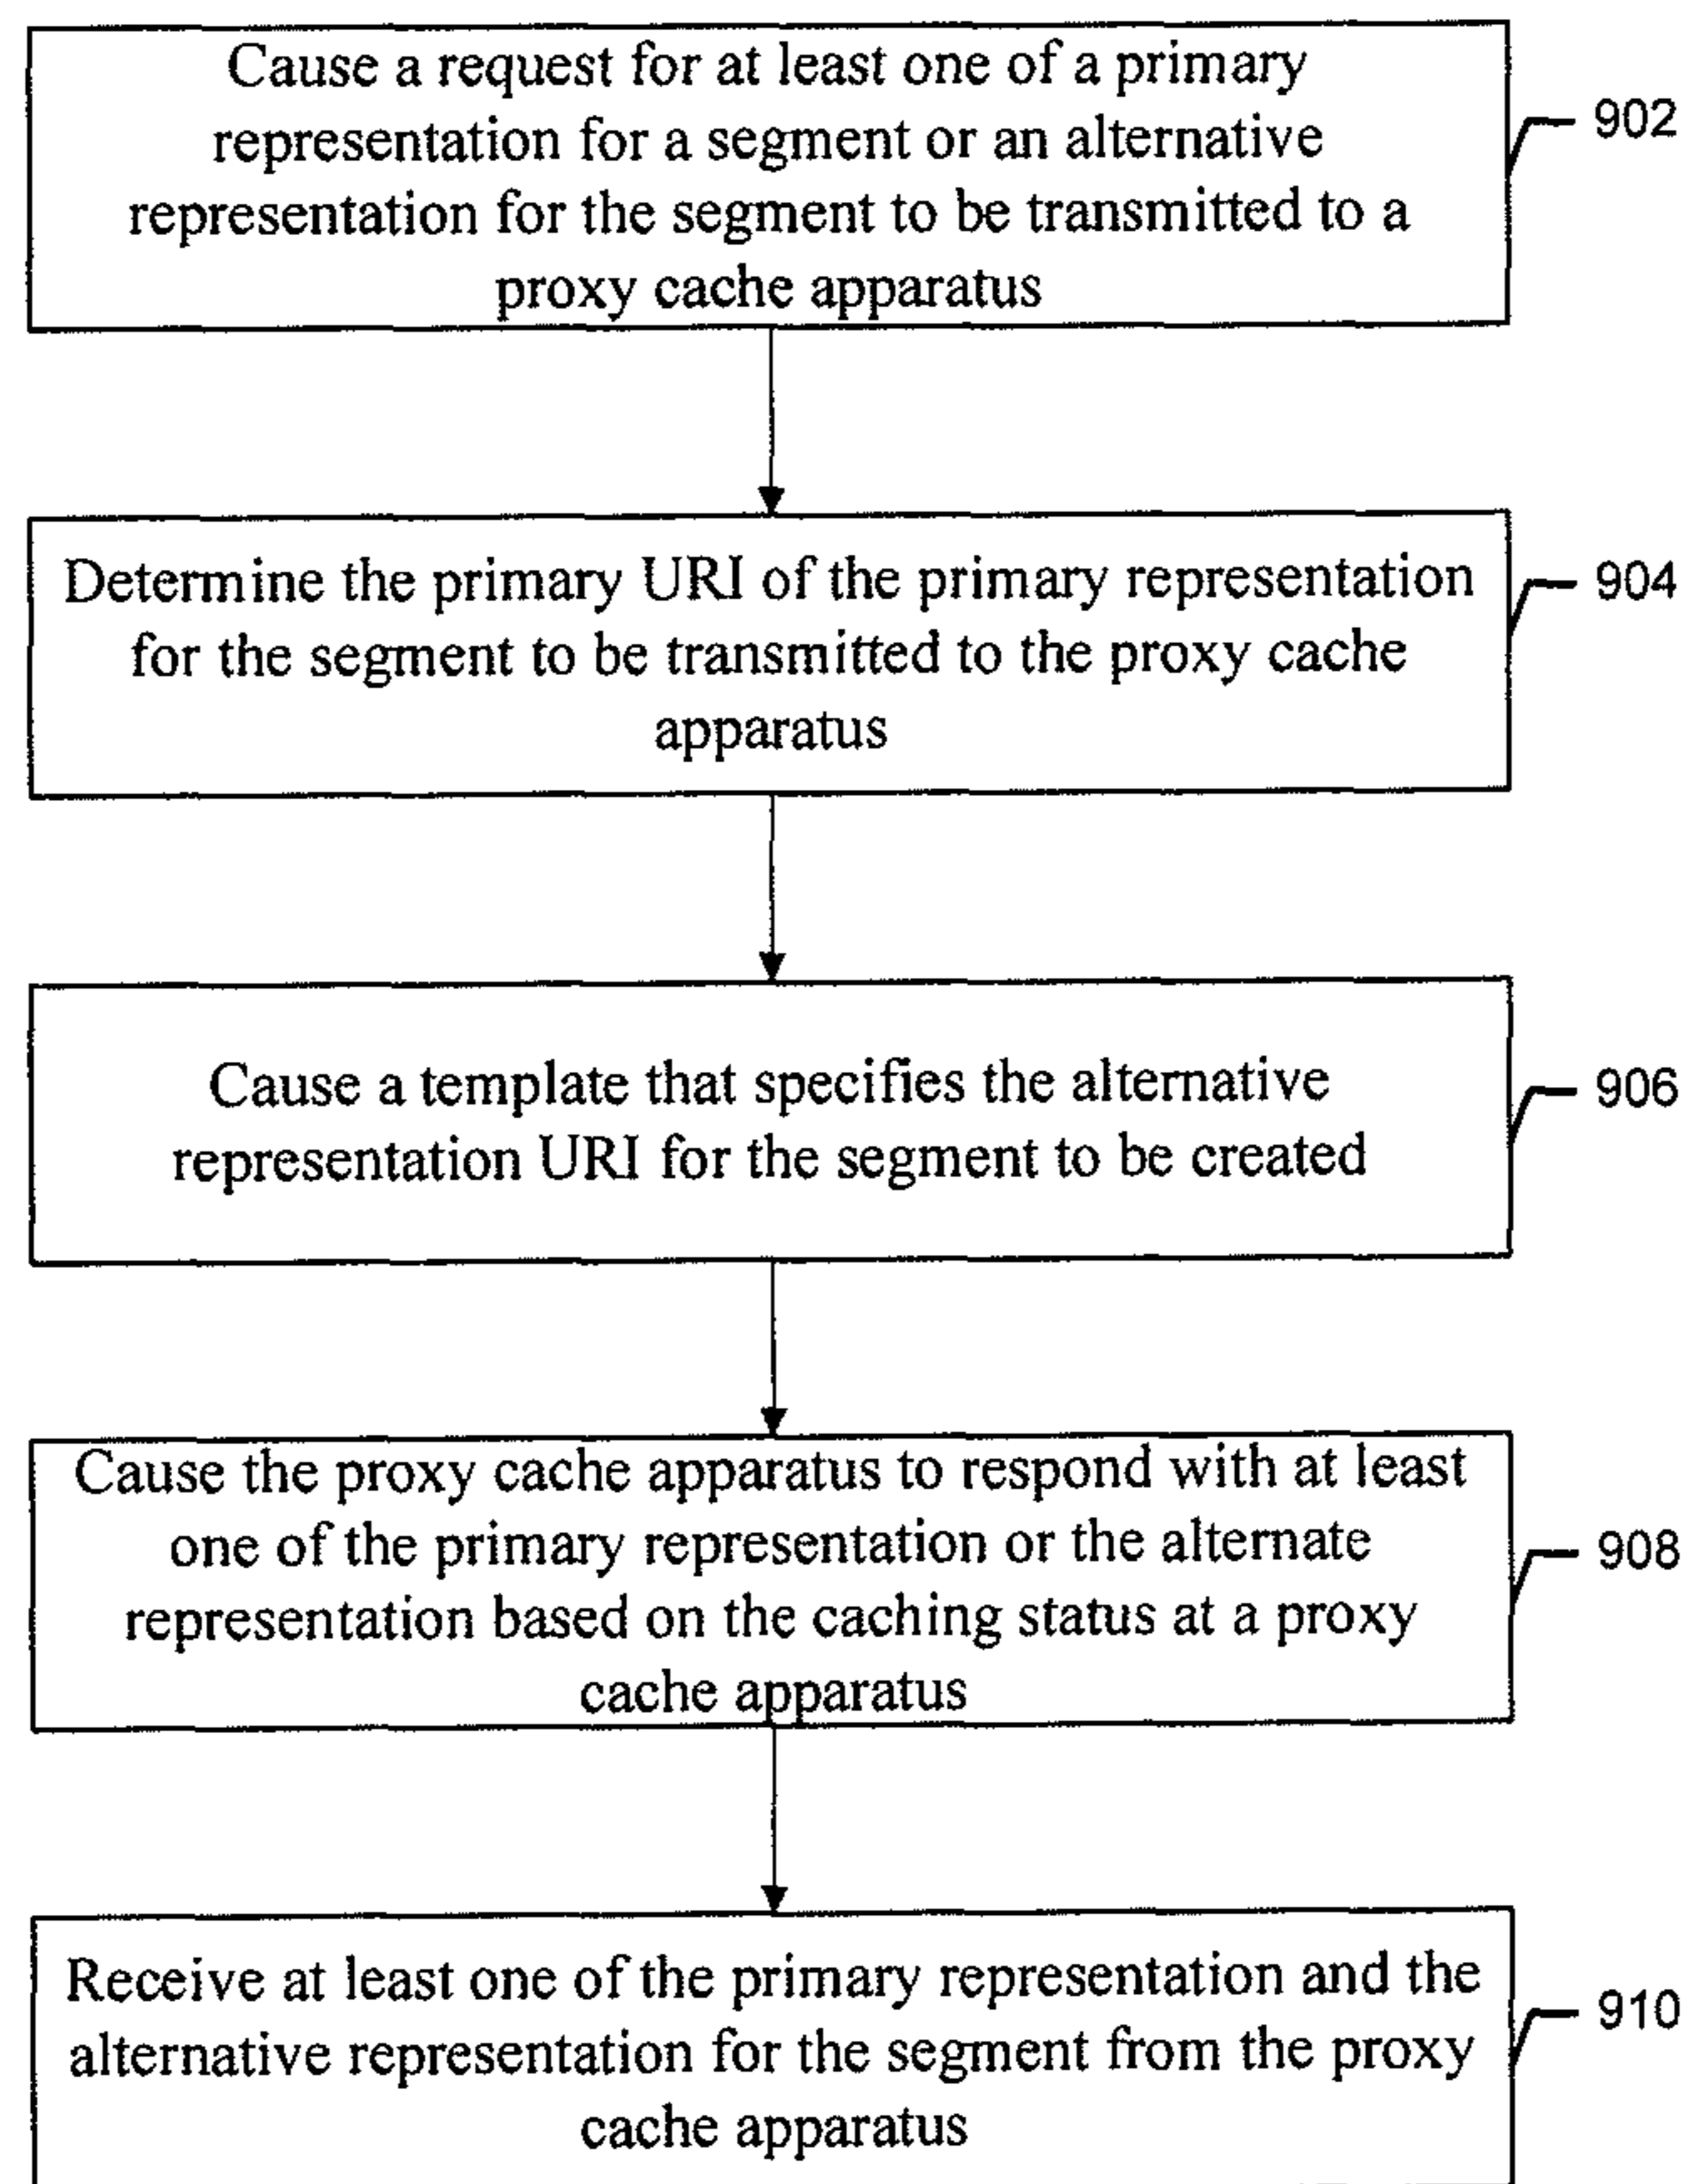 Cause a request for at least one of a primary
representation for a segment or an alternative
representation for the segment to be transmitted to a
proxy cache apparatus
902
Determine the primary URI of the primary representation
for the segment to be transmitted to the proxy cache
apparatus
904
Cause a template that specifies the alternative
representation URI for the segment to be created
906
Cause the proxy cache apparatus to respond with at least
one of the primary representation or the alternate
representation based on the caching status at a proxy
cache apparatus
908
Receive at least one of the primary representation and the
alternative representation for the segment from the proxy
cache apparatus
910